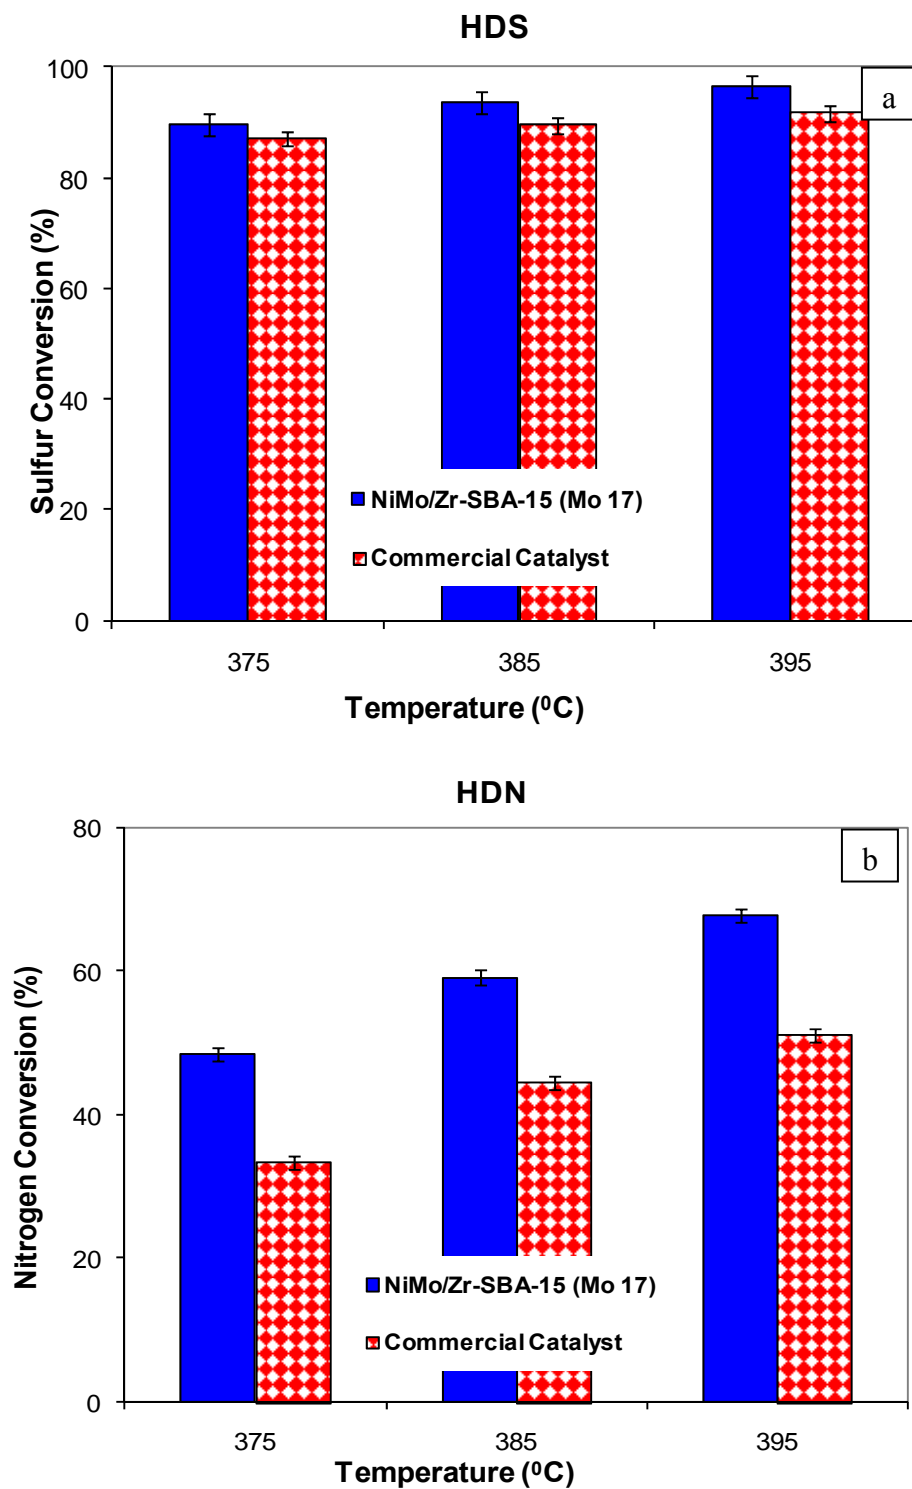 HDS
a
100
80
60
40
20
0
Sulfur Conversion (%)
NiMo/Zr-SBA-15 (Mo 17)
Commercial Catalyst
375 385 395
Temperature (⁰C)
HDN
b
80
60
40
20
0
Nitrogen Conversion (%)
NiMo/Zr-SBA-15 (Mo 17)
Commercial Catalyst
375 385 395
Temperature (⁰C)